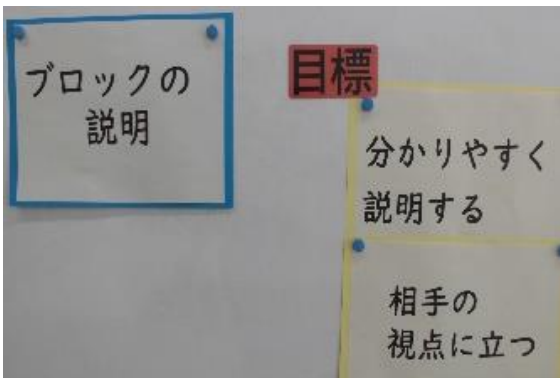 ブロックの
説明
目標
分かりやすく
説明する
相手の
視点に立つ